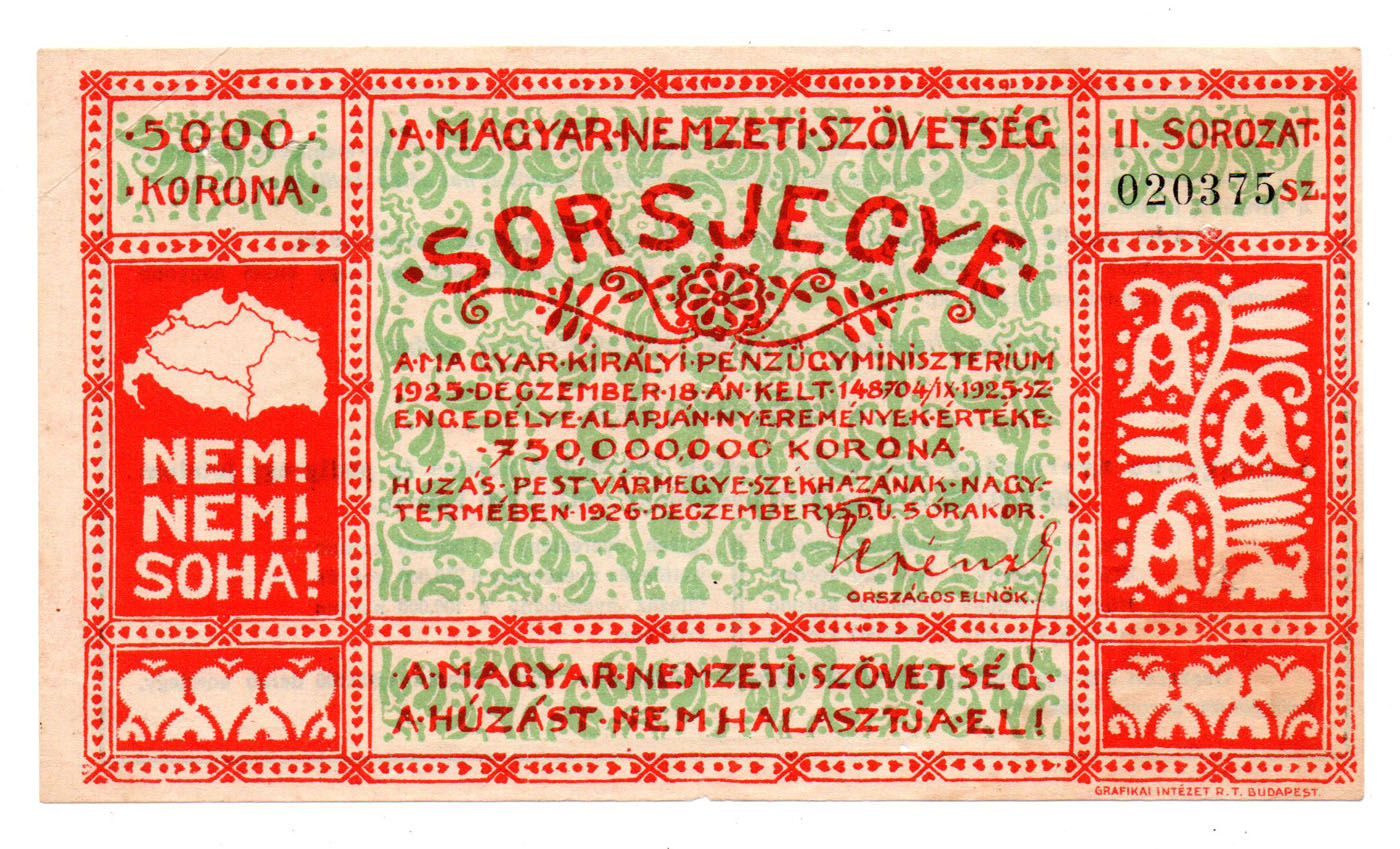 ·5000·
·KORONA·
·A·MAGYAR·NEMZETI·SZÖVETSÉG
II. SOROZAT·
020375 SZ.
·SORSJEGYE·
A·MAGYAR·KIRÁLYI·PÉNZÜGYMINISZTERIUM
1925·DECZEMBER·18·ÁN·KELT·148704/IX·1925·SZ
ENGEDÉLYE·ALAPJÁN·NYEREMÉNYEK·ÉRTÉKE·
·750,000,000 KORONA·
HÚZÁS·PESTVÁRMEGYE·SZÉKHÁZÁNAK·NAGY-
TERMÉBEN·1926·DECZEMBER 15 D.U. 5 ÓRAKOR.
ORSZÁGOS ELNÖK.
NEM!
NEM!
SOHA!
·A·MAGYAR·NEMZETI·SZÖVETSÉG·
A·HÚZÁST·NEM HALASZTJA·EL!
GRAFIKAI INTÉZET R.T. BUDAPEST.